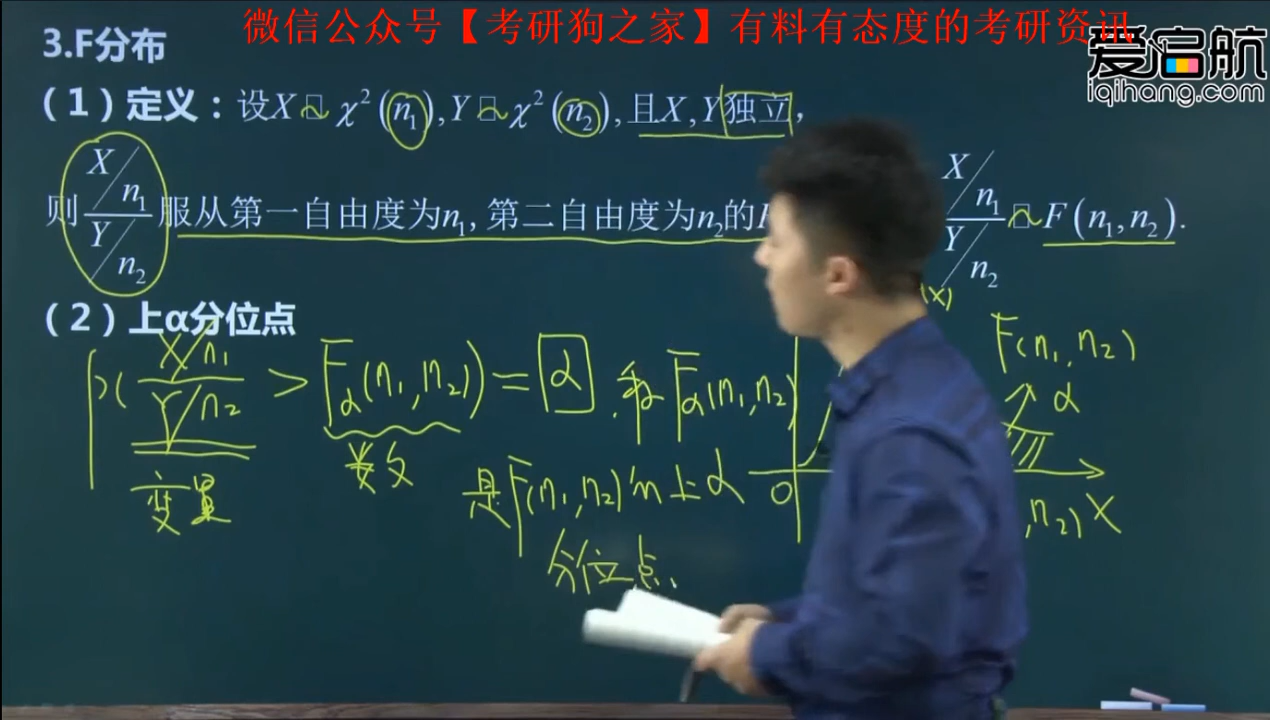 微信公众号【考研狗之家】有料有态度的考研资讯
爱启航
iqihang.com
3.F分布
（1）定义：设X~χ²(n₁),Y~χ²(n₂),且X,Y独立，
则 (X/n₁)/(Y/n₂) 服从第一自由度为n₁,第二自由度为n₂的F (X/n₁)/(Y/n₂) ~ F(n₁,n₂).
（2）上α分位点
P{ (X/n₁)/(Y/n₂) > Fα(n₁,n₂) = α ,称 Fα(n₁,n₂)
变量
数
是F(n₁,n₂)的上α
分位点.
(x)
F(n₁,n₂)
α
0
,n₂) X